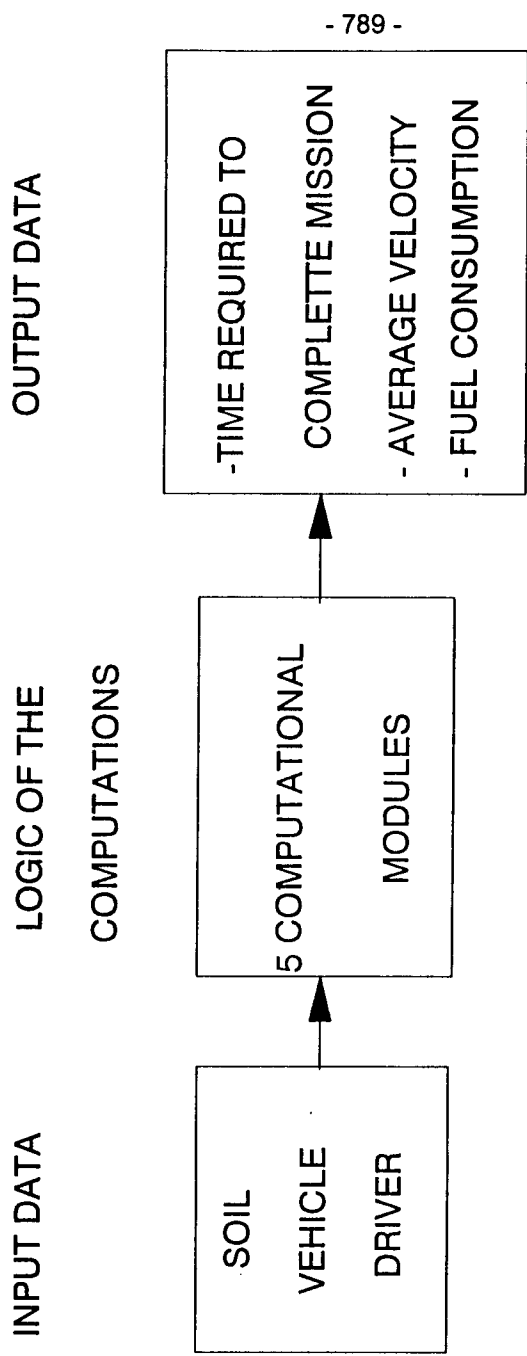 - 789 -
INPUT DATA
SOIL
VEHICLE
DRIVER
LOGIC OF THE
COMPUTATIONS
5 COMPUTATIONAL
MODULES
OUTPUT DATA
-TIME REQUIRED TO
COMPLETTE MISSION
- AVERAGE VELOCITY
- FUEL CONSUMPTION